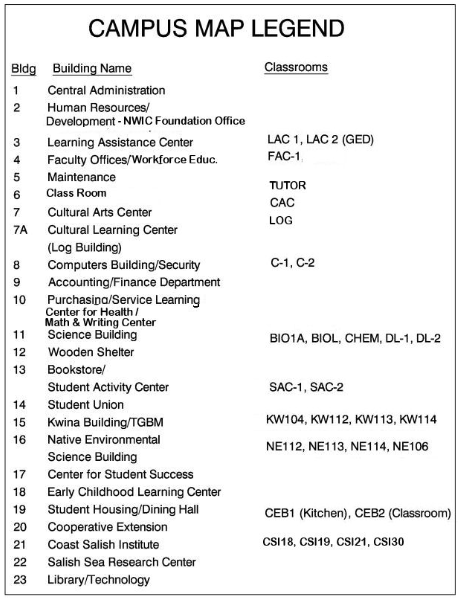 CAMPUS MAP LEGEND
Bldg Building Name Classrooms
1 Central Administration
2 Human Resources/
Development - NWIC Foundation Office
3 Learning Assistance Center LAC 1, LAC 2 (GED)
4 Faculty Offices/Workforce Educ. FAC-1
5 Maintenance
6 Class Room TUTOR
7 Cultural Arts Center CAC
7A Cultural Learning Center LOG
(Log Building)
8 Computers Building/Security C-1, C-2
9 Accounting/Finance Department
10 Purchasing/Service Learning
Center for Health /
Math & Writing Center
11 Science Building BIO1A, BIOL, CHEM, DL-1, DL-2
12 Wooden Shelter
13 Bookstore/
Student Activity Center SAC-1, SAC-2
14 Student Union
15 Kwina Building/TGBM KW104, KW112, KW113, KW114
16 Native Environmental NE112, NE113, NE114, NE106
Science Building
17 Center for Student Success
18 Early Childhood Learning Center
19 Student Housing/Dining Hall CEB1 (Kitchen), CEB2 (Classroom)
20 Cooperative Extension
21 Coast Salish Institute CSI18, CSI19, CSI21, CSI30
22 Salish Sea Research Center
23 Library/Technology